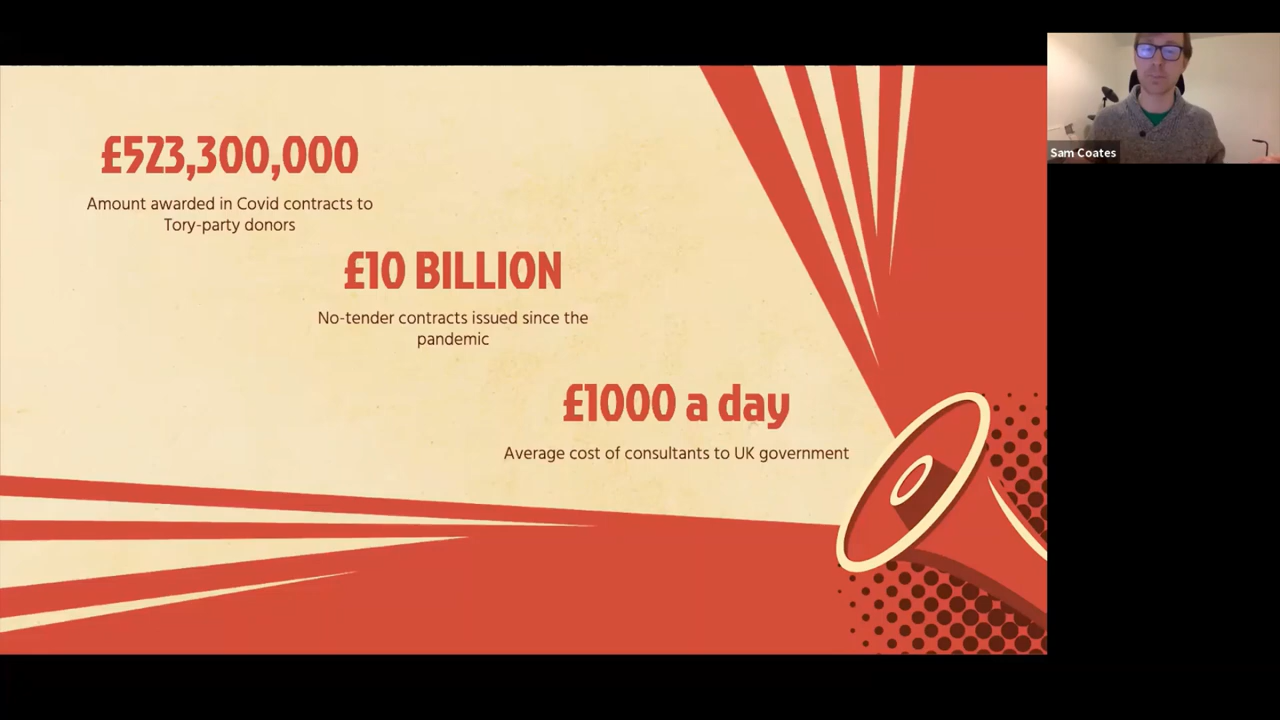 £523,300,000
Amount awarded in Covid contracts to
Tory-party donors
£10 BILLION
No-tender contracts issued since the
pandemic
£1000 a day
Average cost of consultants to UK government
Sam Coates